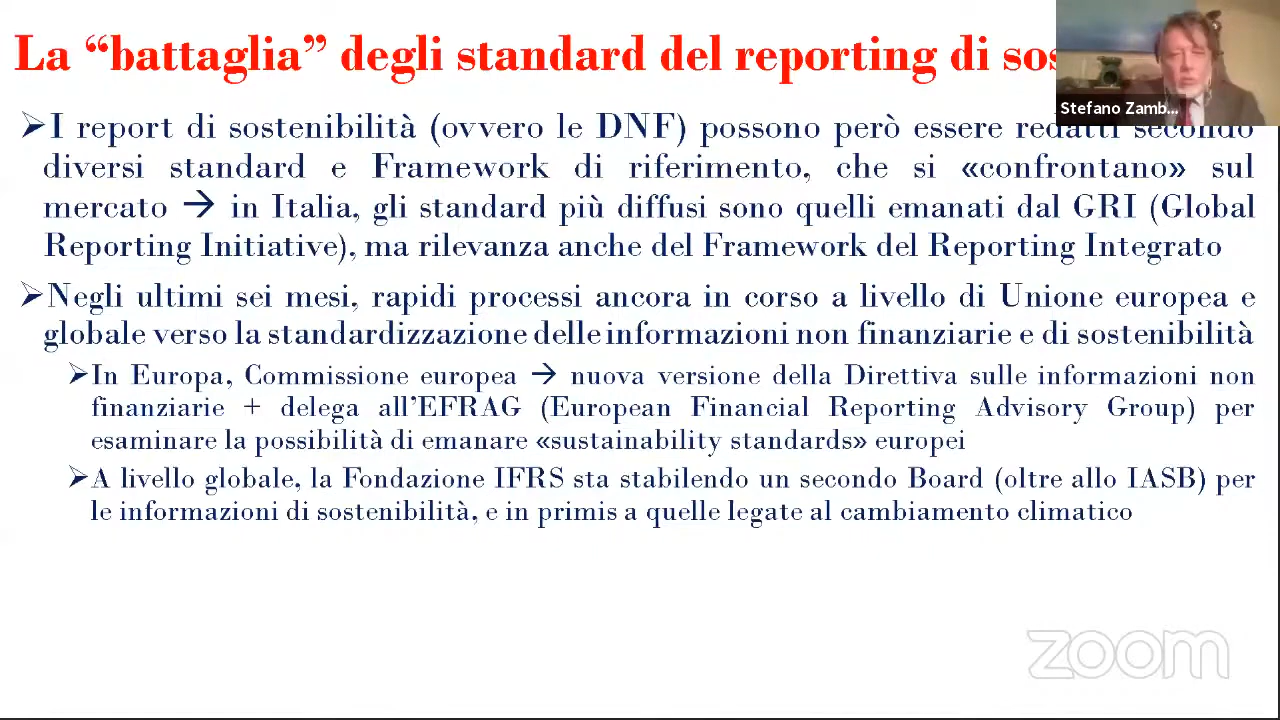 La “battaglia” degli standard del reporting di
Stefano Zamb...
➢I report di sostenibilità (ovvero le DNF) possono però essere redatti secondo
diversi standard e Framework di riferimento, che si «confrontano» sul
mercato → in Italia, gli standard più diffusi sono quelli emanati dal GRI (Global
Reporting Initiative), ma rilevanza anche del Framework del Reporting Integrato
➢Negli ultimi sei mesi, rapidi processi ancora in corso a livello di Unione europea e
globale verso la standardizzazione delle informazioni non finanziarie e di sostenibilità
➢In Europa, Commissione europea → nuova versione della Direttiva sulle informazioni non
finanziarie + delega all’EFRAG (European Financial Reporting Advisory Group) per
esaminare la possibilità di emanare «sustainability standards» europei
➢A livello globale, la Fondazione IFRS sta stabilendo un secondo Board (oltre allo IASB) per
le informazioni di sostenibilità, e in primis a quelle legate al cambiamento climatico
zoom